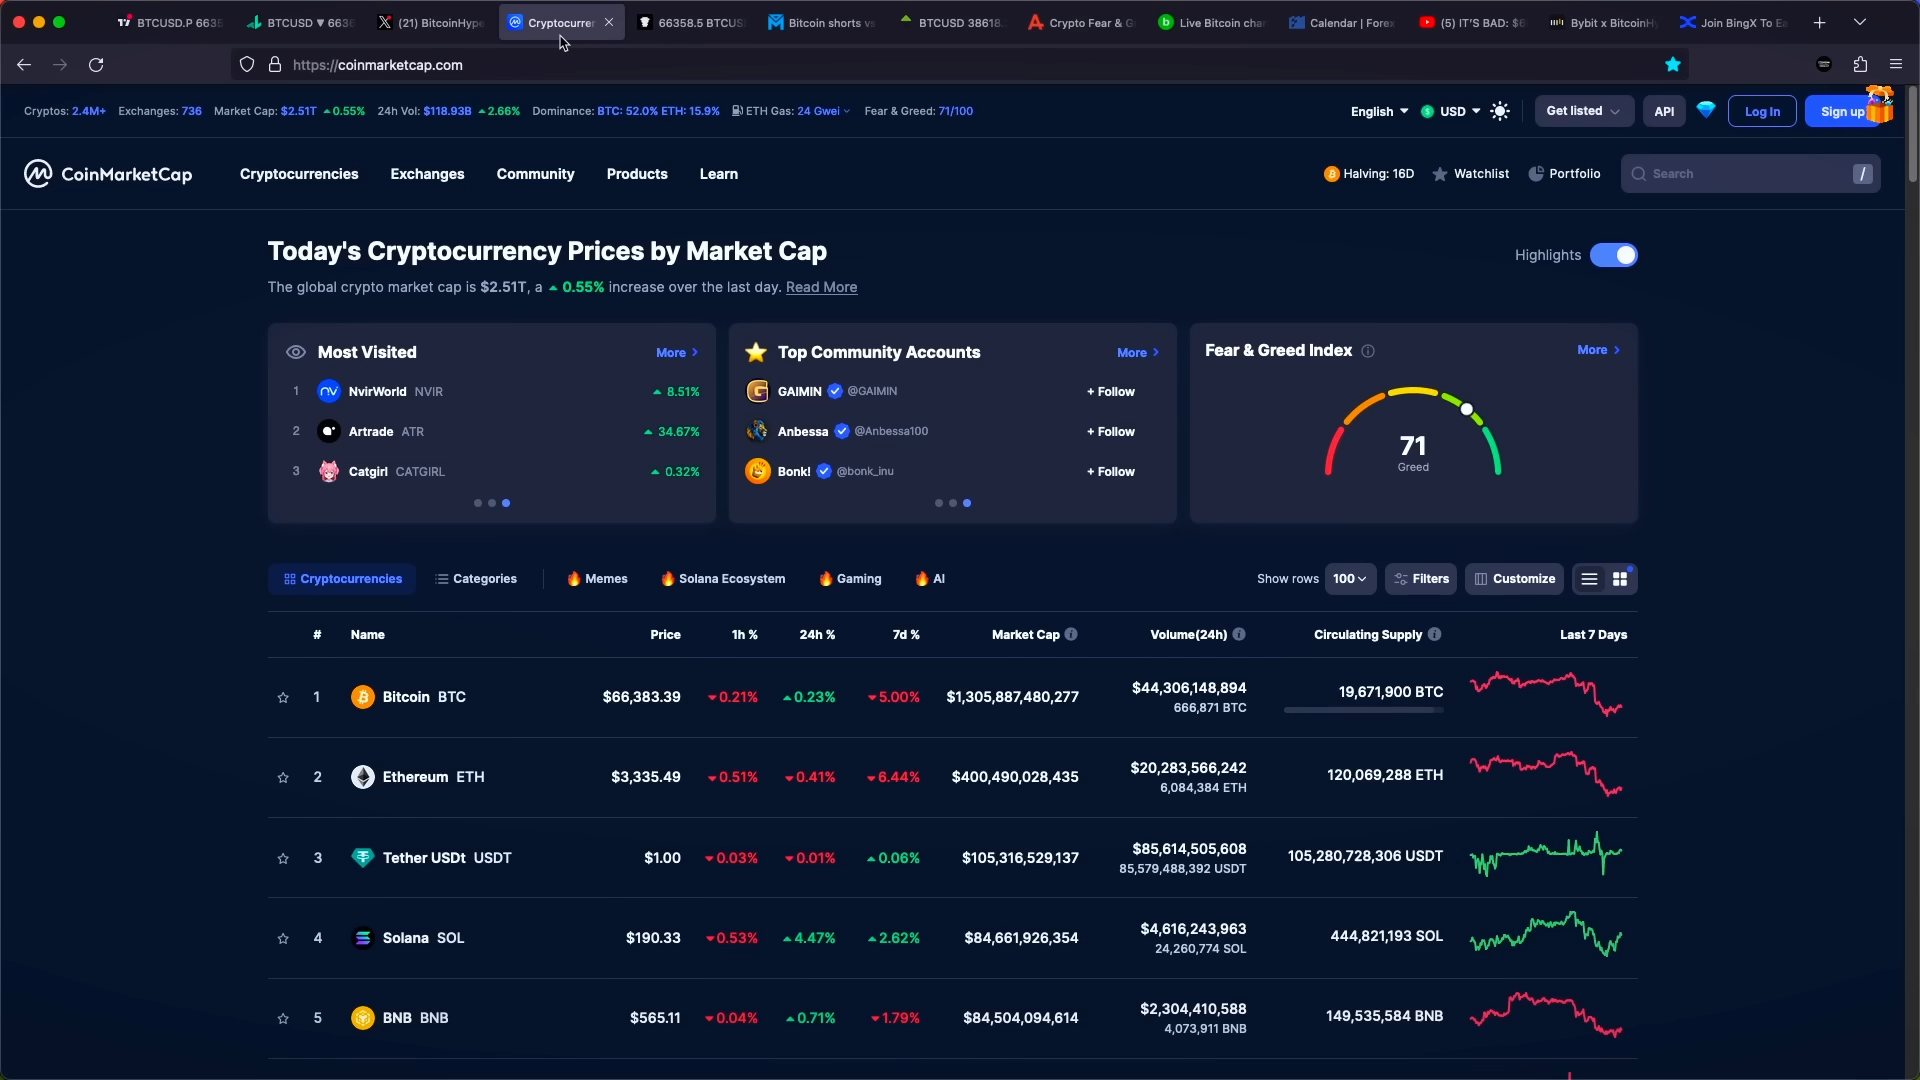 BTCUSD.P 6635
BTCUSD ▼ 6636
(21) BitcoinHype
Cryptocurren
66358.5 BTCUS
Bitcoin shorts vs
BTCUSD 38618
Crypto Fear & G
Live Bitcoin char
Calendar | Forex
(5) IT'S BAD: $6
Bybit x BitcoinHy
Join BingX To Ea
https://coinmarketcap.com
Cryptos: 2.4M+ Exchanges: 736 Market Cap: $2.51T 0.55% 24h Vol: $118.93B 2.66% Dominance: BTC: 52.0% ETH: 15.9% ETH Gas: 24 Gwei Fear & Greed: 71/100
English USD Get listed API Log In Sign up
CoinMarketCap
Cryptocurrencies Exchanges Community Products Learn
Halving: 16D Watchlist Portfolio Search /
Today's Cryptocurrency Prices by Market Cap
Highlights
The global crypto market cap is $2.51T, a 0.55% increase over the last day. Read More
Most Visited More >
1 NvirWorld NVIR 8.51%
2 Artrade ATR 34.67%
3 Catgirl CATGIRL 0.32%
Top Community Accounts More >
GAIMIN @GAIMIN + Follow
Anbessa @Anbessa100 + Follow
Bonk! @bonk_inu + Follow
Fear & Greed Index More >
71
Greed
Cryptocurrencies Categories Memes Solana Ecosystem Gaming AI
Show rows 100 Filters Customize
# Name Price 1h % 24h % 7d % Market Cap Volume(24h) Circulating Supply Last 7 Days
1 Bitcoin BTC $66,383.39 0.21% 0.23% 5.00% $1,305,887,480,277 $44,306,148,894 19,671,900 BTC
666,871 BTC
2 Ethereum ETH $3,335.49 0.51% 0.41% 6.44% $400,490,028,435 $20,283,566,242 120,069,288 ETH
6,084,384 ETH
3 Tether USDt USDT $1.00 0.03% 0.01% 0.06% $105,316,529,137 $85,614,505,608 105,280,728,306 USDT
85,579,488,392 USDT
4 Solana SOL $190.33 0.53% 4.47% 2.62% $84,661,926,354 $4,616,243,963 444,821,193 SOL
24,260,774 SOL
5 BNB BNB $565.11 0.04% 0.71% 1.79% $84,504,094,614 $2,304,410,588 149,535,584 BNB
4,073,911 BNB